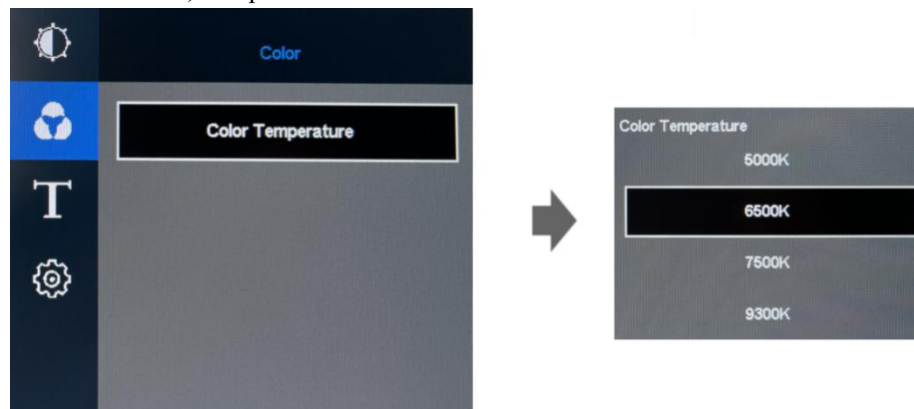 Color
Color Temperature
T
Color Temperature
5000K
6500K
7500K
9300K